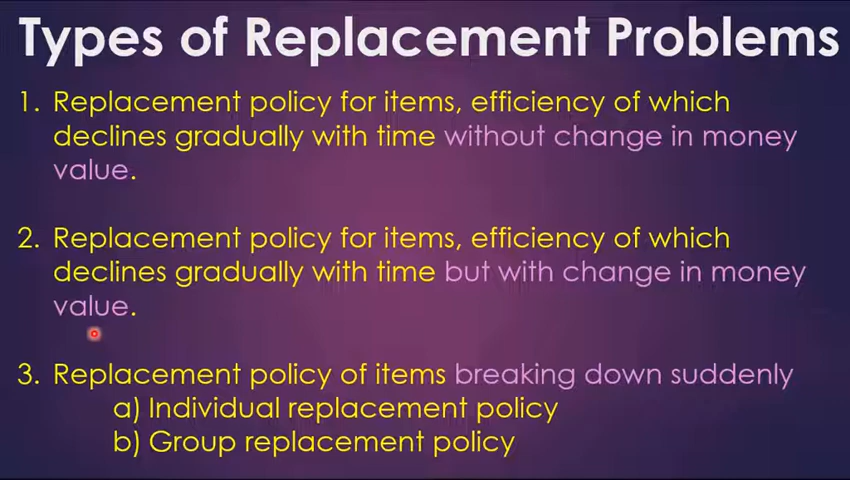 Types of Replacement Problems
1. Replacement policy for items, efficiency of which
declines gradually with time without change in money
value.
2. Replacement policy for items, efficiency of which
declines gradually with time but with change in money
value.
3. Replacement policy of items breaking down suddenly
a) Individual replacement policy
b) Group replacement policy